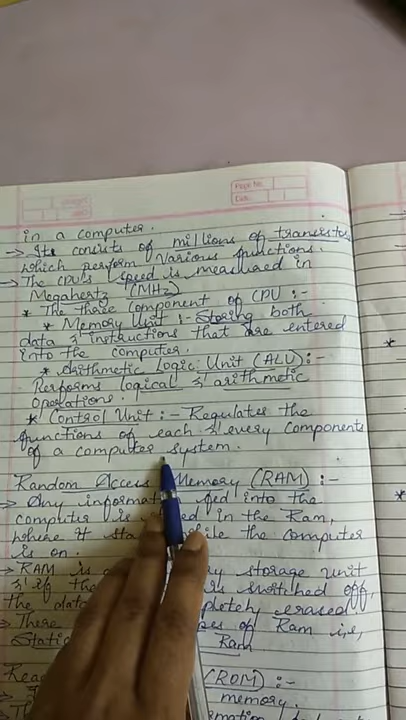 Page No.
Date
in a computer.
→ It consists of millions of transistors
which perform various functions.
→ The CPU's speed is measured in
Megahertz (MHz)
* The three component of CPU :-
* Memory Unit :- Storing both
data & instructions that are entered
into the computer.
* Arithmetic logic Unit (ALU) :-
Performs logical & arithmetic
Operations.
* Control Unit :- Regulates the
functions of each & every components
of a computer system.
Random Access Memory (RAM) :-
→ Any information fed into the
computer is in the Ram,
where it while the computer
is on.
→ RAM is a storage unit
& if the is switched off,
the data completely erased.
→ There of Ram i.e,
Static Ram
(ROM) :-
memory.